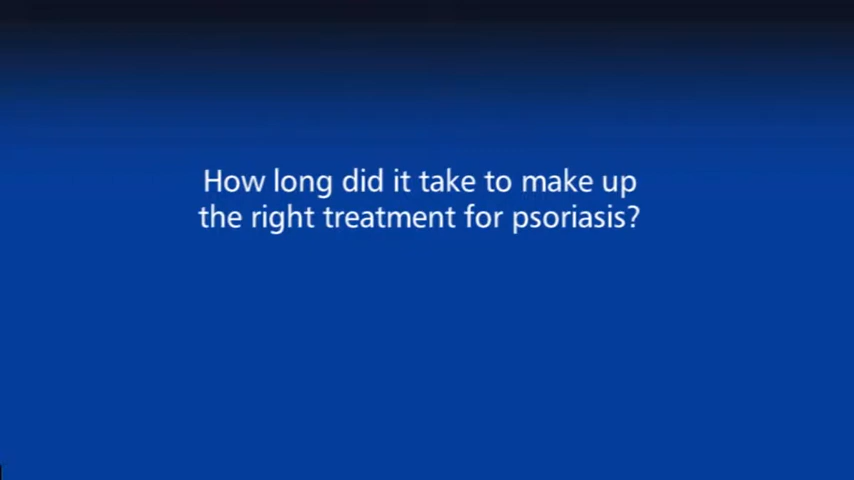 How long did it take to make up
the right treatment for psoriasis?